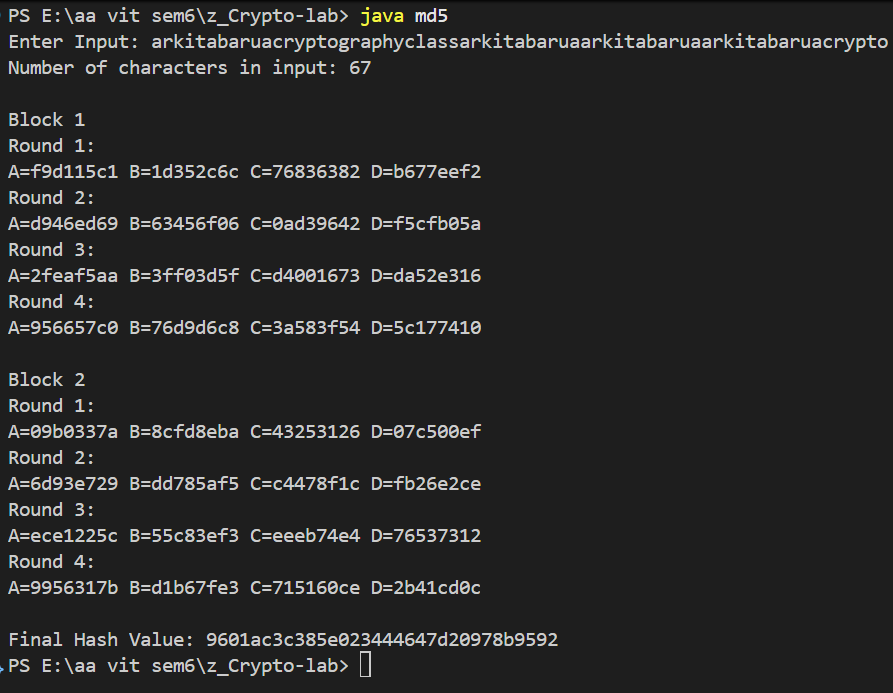 PS E:\aa vit sem6\z_Crypto-lab> java md5
Enter Input: arkitabaruacryptographyclassarkitabaruaarkitabaruaarkitabaruacrypto
Number of characters in input: 67
Block 1
Round 1:
A=f9d115c1 B=1d352c6c C=76836382 D=b677eef2
Round 2:
A=d946ed69 B=63456f06 C=0ad39642 D=f5cfb05a
Round 3:
A=2feaf5aa B=3ff03d5f C=d4001673 D=da52e316
Round 4:
A=956657c0 B=76d9d6c8 C=3a583f54 D=5c177410
Block 2
Round 1:
A=09b0337a B=8cfd8eba C=43253126 D=07c500ef
Round 2:
A=6d93e729 B=dd785af5 C=c4478f1c D=fb26e2ce
Round 3:
A=ece1225c B=55c83ef3 C=eeeb74e4 D=76537312
Round 4:
A=9956317b B=d1b67fe3 C=715160ce D=2b41cd0c
Final Hash Value: 9601ac3c385e023444647d20978b9592
PS E:\aa vit sem6\z_Crypto-lab>